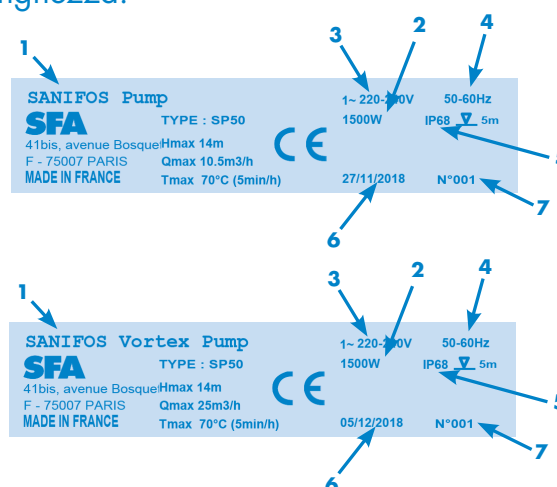 2
4
3
1
SANIFOS Pump
1~ 220-240V
50-60Hz
SFA
TYPE : SP50
1500W
IP68
5m
41bis, avenue Bosquet
Hmax 14m
CE
F - 75007 PARIS
Qmax 10.5m3/h
MADE IN FRANCE
Tmax 70°C (5min/h)
27/11/2018
N°001
7
6
2
4
3
1
SANIFOS Vortex Pump
1~ 220-240V
50-60Hz
SFA
TYPE : SP50
1500W
IP68
5m
41bis, avenue Bosquet
Hmax 14m
CE
F - 75007 PARIS
Qmax 25m3/h
5
MADE IN FRANCE
Tmax 70°C (5min/h)
05/12/2018
N°001
7
6